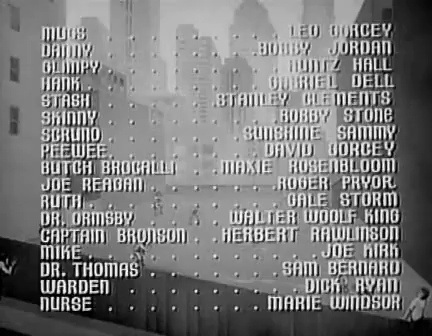 MUGS . . . . . . . . LEO GORCEY
DANNY . . . . . . . BOBBY JORDAN
GLIMPY . . . . . . . . HUNTZ HALL
HANK . . . . . . . . GABRIEL DELL
STASH . . . . . STANLEY CLEMENTS
SKINNY . . . . . . . BOBBY STONE
SCRUNO . . . . . . SUNSHINE SAMMY
PEEWEE . . . . . . . DAVID GORCEY
BUTCH BROCALLI . . MAXIE ROSENBLOOM
JOE REAGAN . . . . . . ROGER PRYOR
RUTH . . . . . . . . . GALE STORM
DR. ORMSBY . . . . WALTER WOOLF KING
CAPTAIN BRONSON . . HERBERT RAWLINSON
MIKE . . . . . . . . . . JOE KIRK
DR. THOMAS . . . . . . SAM BERNARD
WARDEN . . . . . . . . DICK RYAN
NURSE . . . . . . . MARIE WINDSOR